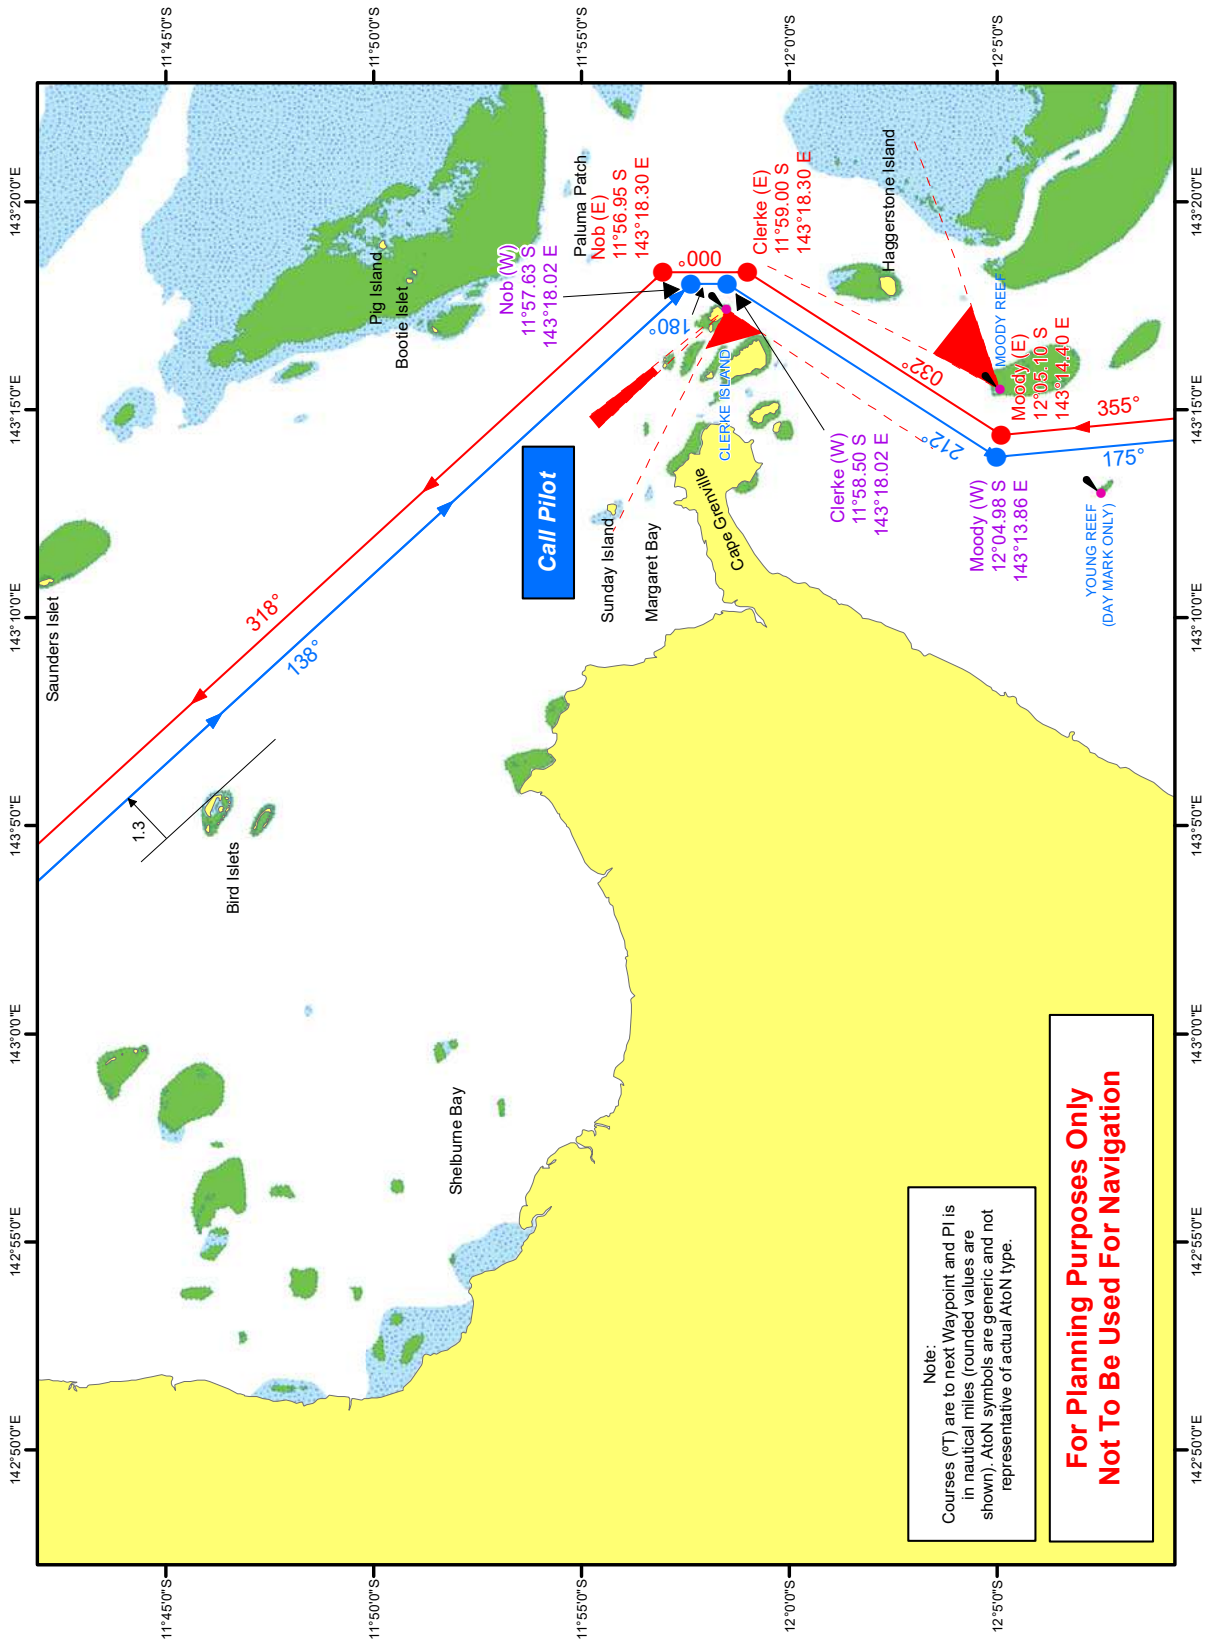 142°50'0"E
142°55'0"E
143°0'0"E
143°5'0"E
143°10'0"E
143°15'0"E
143°20'0"E
11°45'0"S
11°50'0"S
11°55'0"S
12°0'0"S
12°5'0"S
11°45'0"S
11°50'0"S
11°55'0"S
12°0'0"S
12°5'0"S
Saunders Islet
318°
138°
1.3
Bird Islets
Pig Island
Bootie Islet
Shelburne Bay
Call Pilot
Nob (W)
11°57.63 S
143°18.02 E
Paluma Patch
Nob (E)
11°56.95 S
143°18.30 E
000°
180°
Sunday Island
Margaret Bay
Cape Grenville
CLERKE ISLAND
Clerke (E)
11°59.00 S
143°18.30 E
Clerke (W)
11°58.50 S
143°18.02 E
Haggerstone Island
032°
212°
MOODY REEF
Moody (E)
12°05.10 S
143°14.40 E
Moody (W)
12°04.98 S
143°13.86 E
355°
175°
YOUNG REEF
(DAY MARK ONLY)
Note:
Courses (°T) are to next Waypoint and PI is
in nautical miles (rounded values are
shown). AtoN symbols are generic and not
representative of actual AtoN type.
For Planning Purposes Only
Not To Be Used For Navigation
142°50'0"E
142°55'0"E
143°0'0"E
143°5'0"E
143°10'0"E
143°15'0"E
143°20'0"E